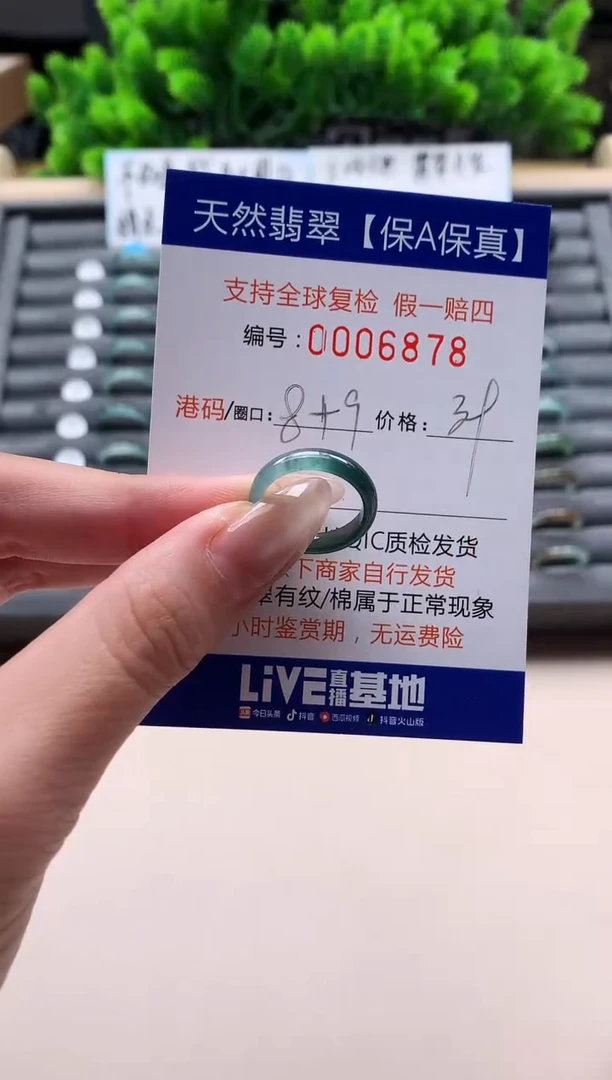 天然翡翠【保A保真】
支持全球复检 假一赔四
编号：0006878
港码/圈口：8+9 价格：
IC质检发货
下商家自行发货
有纹/棉属于正常现象
小时鉴赏期，无运费险
LIVE直播基地
今日头条 抖音 西瓜视频 抖音火山版